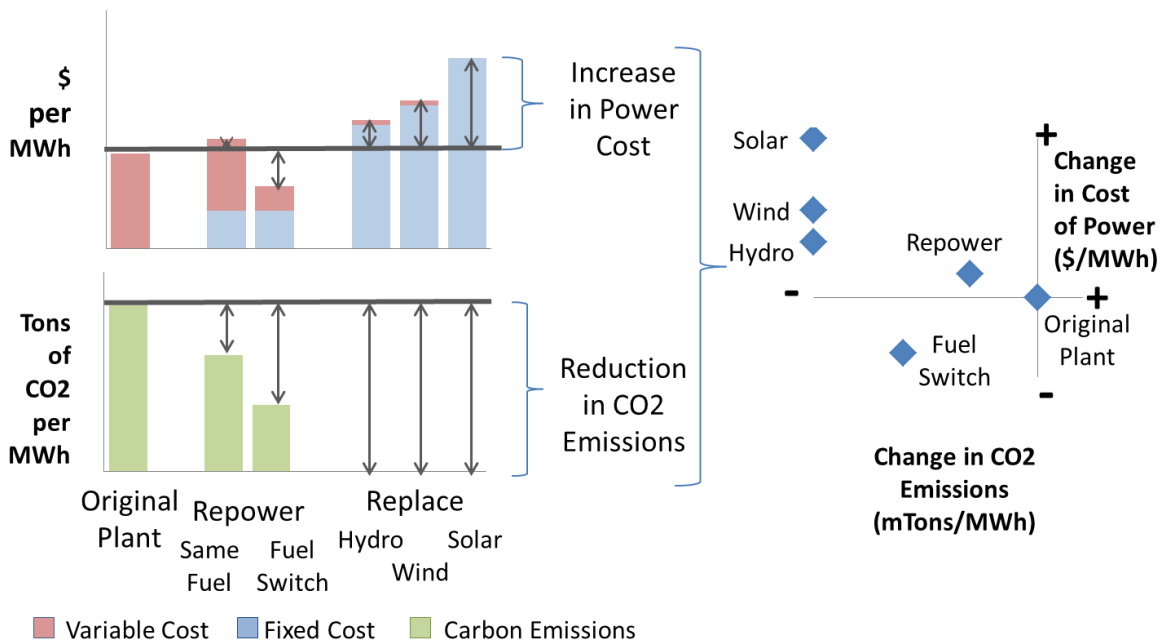 $
per
MWh
Increase
in Power
Cost
Tons
of
CO2
per
MWh
Reduction
in CO2
Emissions
Original
Plant
Repower
Same
Fuel
Fuel
Switch
Replace
Hydro
Wind
Solar
Variable Cost
Fixed Cost
Carbon Emissions
Solar
Wind
Hydro
Repower
+
Change
in Cost
of Power
($/MWh)
-
+
Original
Plant
Fuel
Switch
-
Change in CO2
Emissions
(mTons/MWh)